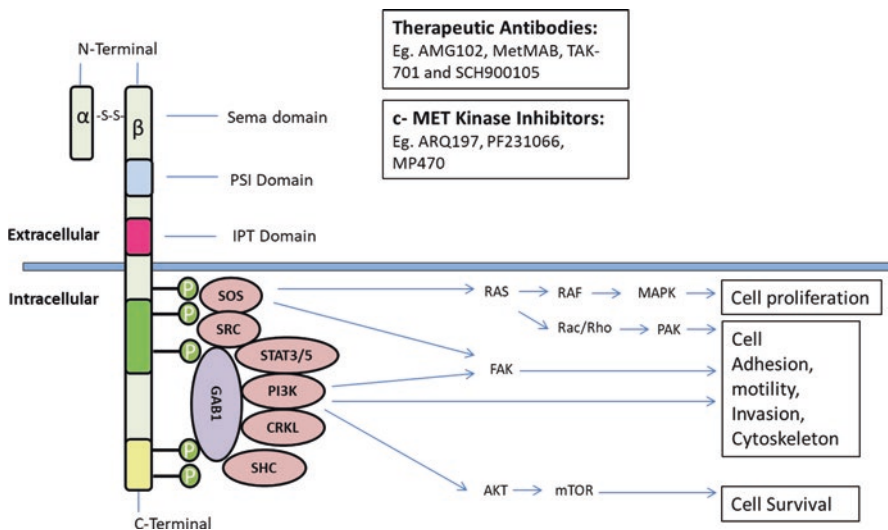 Therapeutic Antibodies:
Eg. AMG102, MetMAB, TAK-
701 and SCH900105
c- MET Kinase Inhibitors:
Eg. ARQ197, PF231066,
MP470
N-Terminal
α
-S-S-
β
Sema domain
PSI Domain
Extracellular
IPT Domain
Intracellular
P
P
P
P
P
SOS
SRC
STAT3/5
GAB1
PI3K
CRKL
SHC
RAS
RAF
MAPK
Cell proliferation
Rac/Rho
PAK
FAK
Cell
Adhesion,
motility,
Invasion,
Cytoskeleton
AKT
mTOR
Cell Survival
C-Terminal